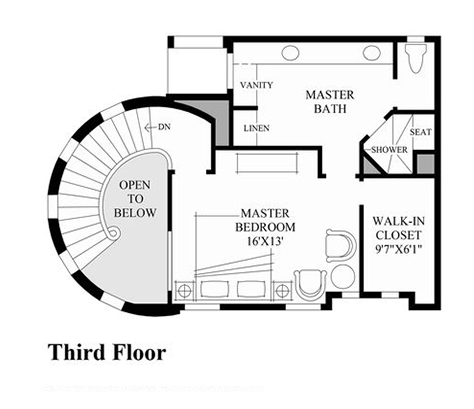 VANITY
MASTER
BATH
DN
LINEN
SEAT
SHOWER
OPEN
TO
BELOW
MASTER
BEDROOM
16'X13'
WALK-IN
CLOSET
9'7"X6'1"
Third Floor